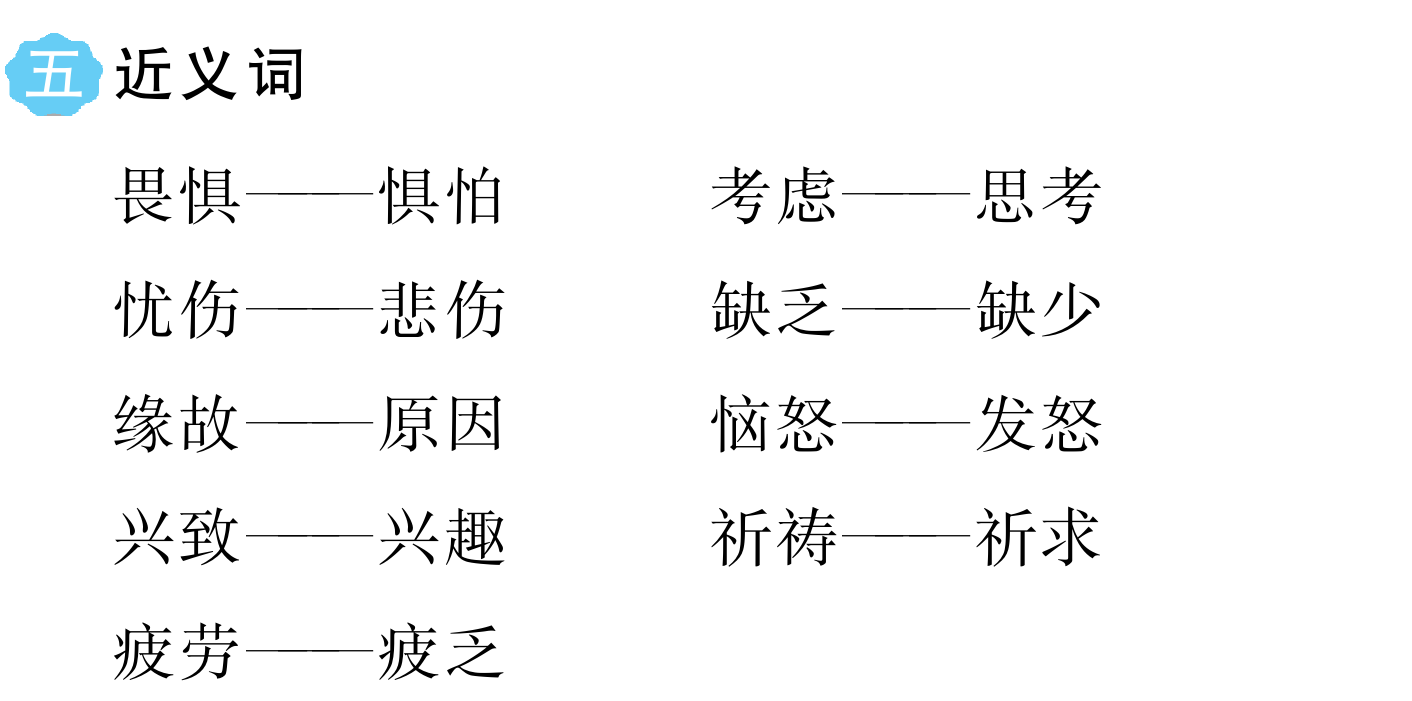 五 近义词
畏惧——惧怕 考虑——思考
忧伤——悲伤 缺乏——缺少
缘故——原因 恼怒——发怒
兴致——兴趣 祈祷——祈求
疲劳——疲乏